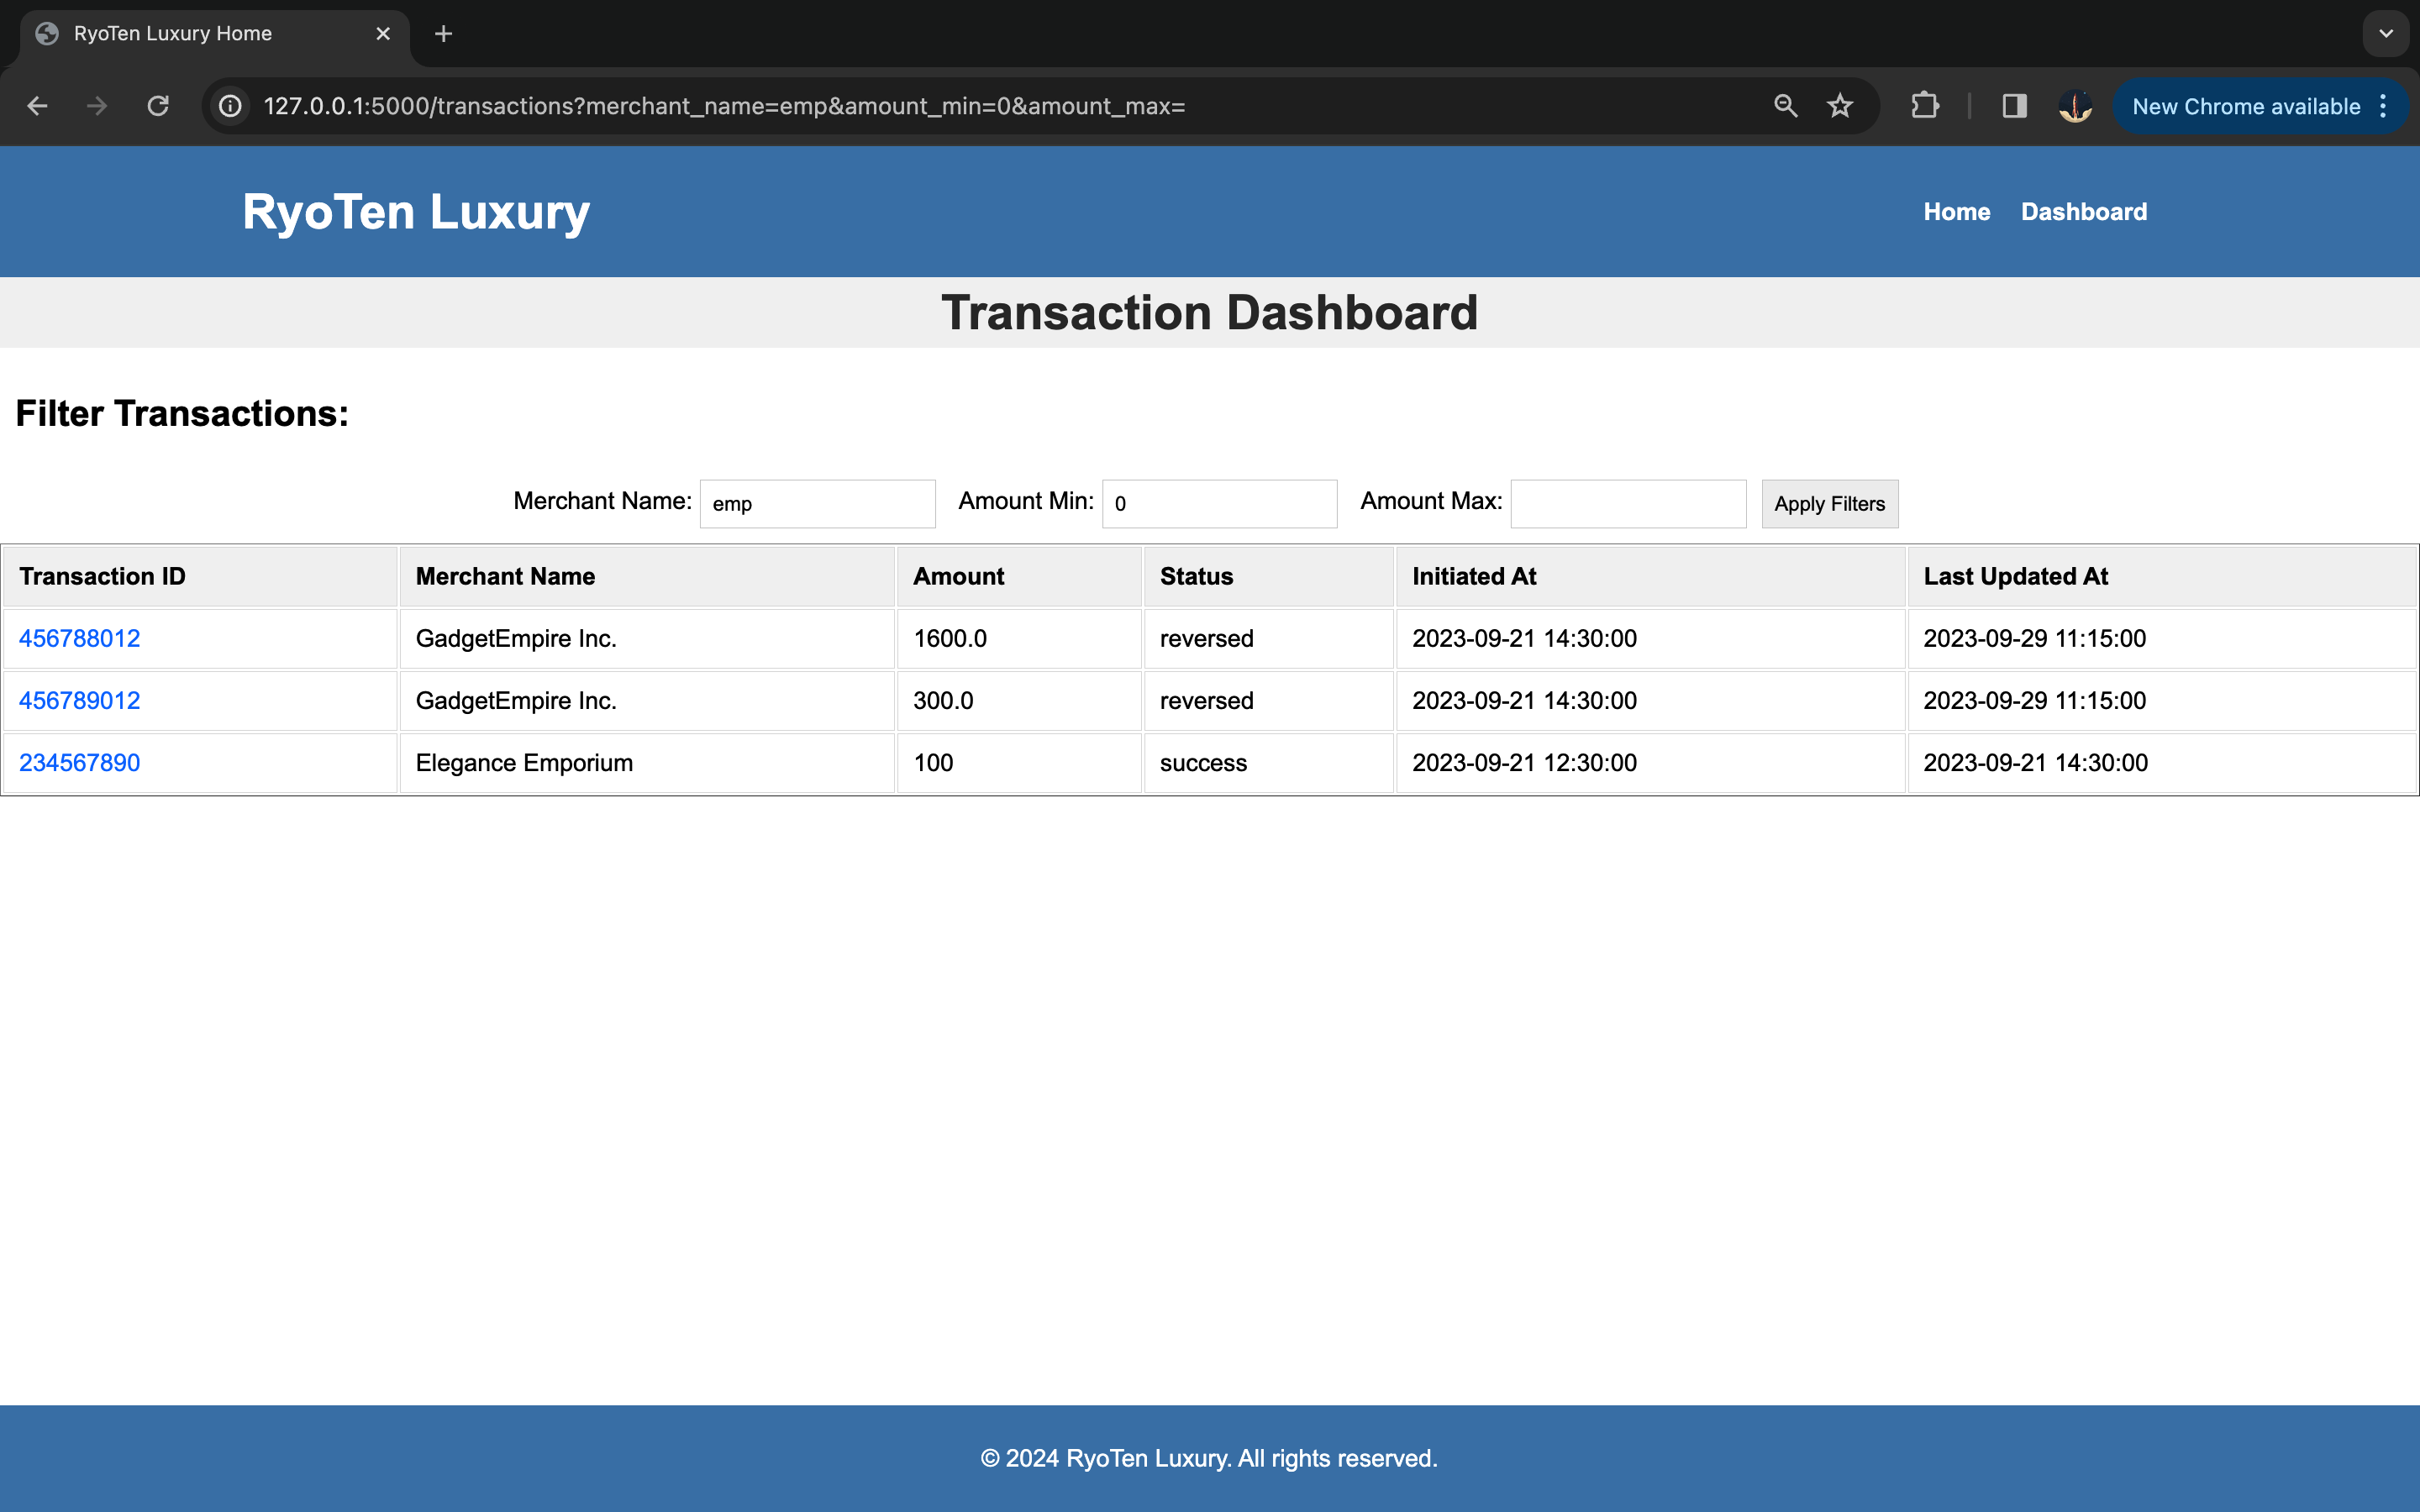 RyoTen Luxury Home
127.0.0.1:5000/transactions?merchant_name=emp&amount_min=0&amount_max=
New Chrome available
RyoTen Luxury
Home Dashboard
Transaction Dashboard
Filter Transactions:
Merchant Name: emp Amount Min: 0 Amount Max: Apply Filters
Transaction ID Merchant Name Amount Status Initiated At Last Updated At
456788012 GadgetEmpire Inc. 1600.0 reversed 2023-09-21 14:30:00 2023-09-29 11:15:00
456789012 GadgetEmpire Inc. 300.0 reversed 2023-09-21 14:30:00 2023-09-29 11:15:00
234567890 Elegance Emporium 100 success 2023-09-21 12:30:00 2023-09-21 14:30:00
© 2024 RyoTen Luxury. All rights reserved.